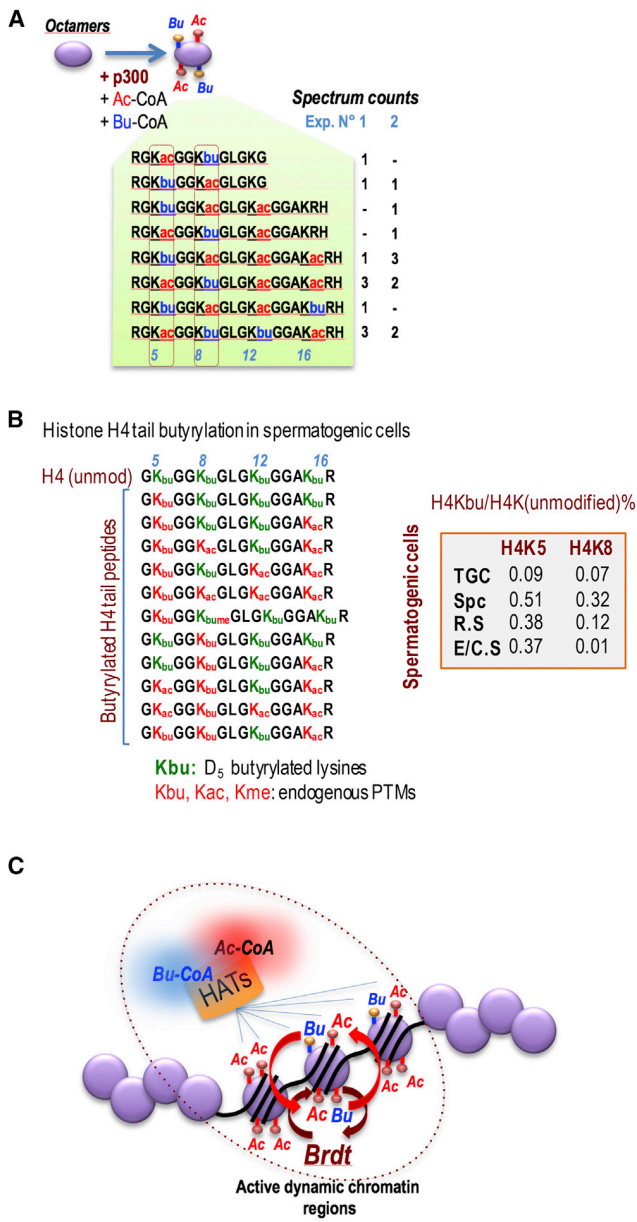 A
Octamers
Bu Ac
Ac Bu
+ p300
+ Ac-CoA
+ Bu-CoA
Spectrum counts
Exp. N° 1 2
RGKacGGKbuGLGKG 1 -
RGKbuGGKacGLGKG 1 1
RGKbuGGKacGLGKacGGAKRH - 1
RGKacGGKbuGLGKacGGAKRH - 1
RGKbuGGKacGLGKacGGAKacRH 1 3
RGKacGGKbuGLGKacGGAKacRH 3 2
RGKbuGGKacGLGKacGGAKbuRH 1 -
RGKacGGKbuGLGKbuGGAKacRH 3 2
5 8 12 16
B
Histone H4 tail butyrylation in spermatogenic cells
5 8 12 16
H4 (unmod) GKbuGGKbuGLGKbuGGAKbuR
Butyrylated H4 tail peptides
GKbuGGKbuGLGKbuGGAKbuR
GKbuGGKbuGLGKbuGGAKacR
GKbuGGKacGLGKbuGGAKacR
GKbuGGKbuGLGKacGGAKacR
GKbuGGKacGLGKacGGAKacR
GKbuGGKbumeGLGKbuGGAKbuR
GKbuGGKbuGLGKbuGGAKbuR
GKbuGGKbuGLGKbuGGAKacR
GKacGGKbuGLGKbuGGAKacR
GKacGGKbuGLGKacGGAKacR
GKbuGGKbuGLGKbuGGAKacR
Kbu: D5 butyrylated lysines
Kbu, Kac, Kme: endogenous PTMs
H4Kbu/H4K(unmodified)%
Spermatogenic cells
H4K5 H4K8
TGC 0.09 0.07
Spc 0.51 0.32
R.S 0.38 0.12
E/C.S 0.37 0.01
C
Ac-CoA
Bu-CoA
HATs
Bu Ac
Bu Ac
Ac Ac
Ac Ac
Ac Bu
Ac Ac
Brdt
Active dynamic chromatin
regions